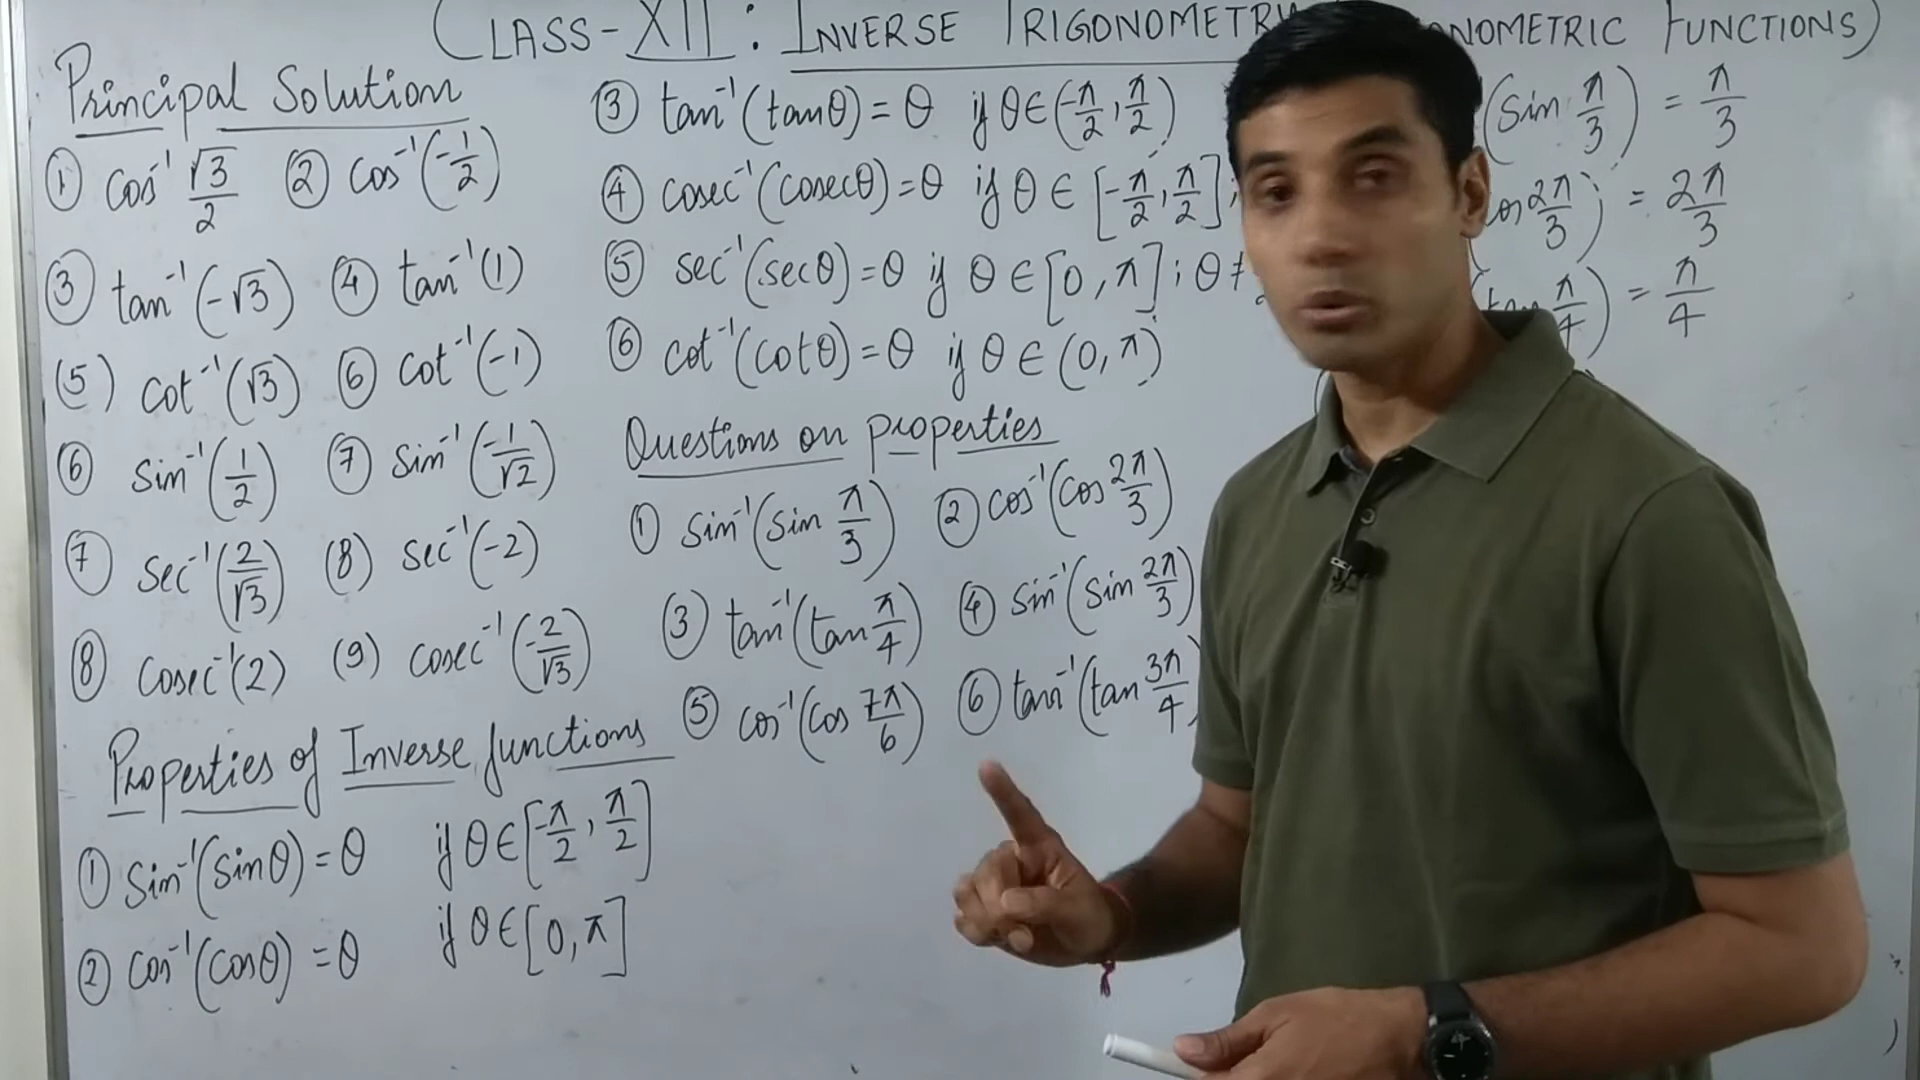 CLASS-XII : INVERSE TRIGONOMETRY FUNCTIONS)
Principal Solution
① cos⁻¹ √3/2 ② cos⁻¹(-1/2)
③ tan⁻¹(-√3) ④ tan⁻¹(1)
(5) cot⁻¹(√3) ⑥ cot⁻¹(-1)
⑥ sin⁻¹(1/2) ⑦ sin⁻¹(-1/√2)
⑦ sec⁻¹(2/√3) (8) sec⁻¹(-2)
⑧ cosec⁻¹(2) (9) cosec⁻¹(-2/√3)
Properties of Inverse functions
① sin⁻¹(sinθ) = θ if θ ∈ [-π/2, π/2]
② cos⁻¹(cosθ) = θ if θ ∈ [0, π]
③ tan⁻¹(tanθ) = θ if θ ∈ (-π/2, π/2)
④ cosec⁻¹(cosecθ) = θ if θ ∈ [-π/2, π/2];
⑤ sec⁻¹(secθ) = θ if θ ∈ [0, π]; θ ≠
⑥ cot⁻¹(cotθ) = θ if θ ∈ (0, π)
Questions on properties
① sin⁻¹(sin π/3) ② cos⁻¹(cos 2π/3)
③ tan⁻¹(tan π/4) ④ sin⁻¹(sin 2π/3)
⑤ cos⁻¹(cos 7π/6) ⑥ tan⁻¹(tan 3π/4)
(sin π/3) = π/3
2π/3) = 2π/3
π/4) = π/4